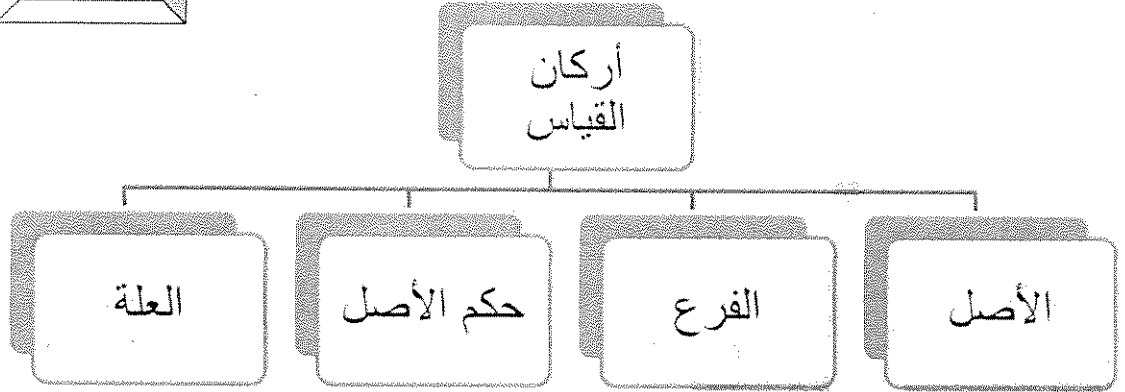 أركان
القياس
الأصل
الفرع
حكم الأصل
العلة